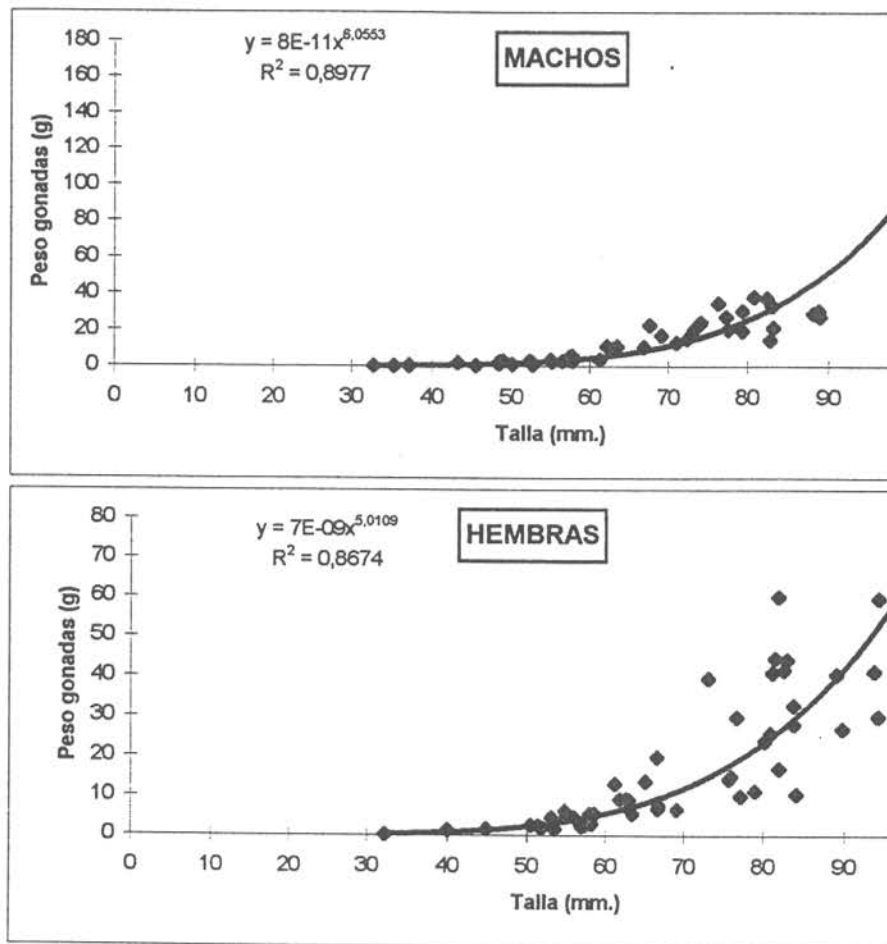 y = 8E-11x^6,0553
R² = 0,8977
MACHOS
180
160
140
120
100
80
60
40
20
0
Peso gonadas (g)
0 10 20 30 40 50 60 70 80 90
Talla (mm.)
y = 7E-09x^5,0109
R² = 0,8674
HEMBRAS
80
70
60
50
40
30
20
10
0
Peso gonadas (g)
0 10 20 30 40 50 60 70 80 90
Talla (mm.)